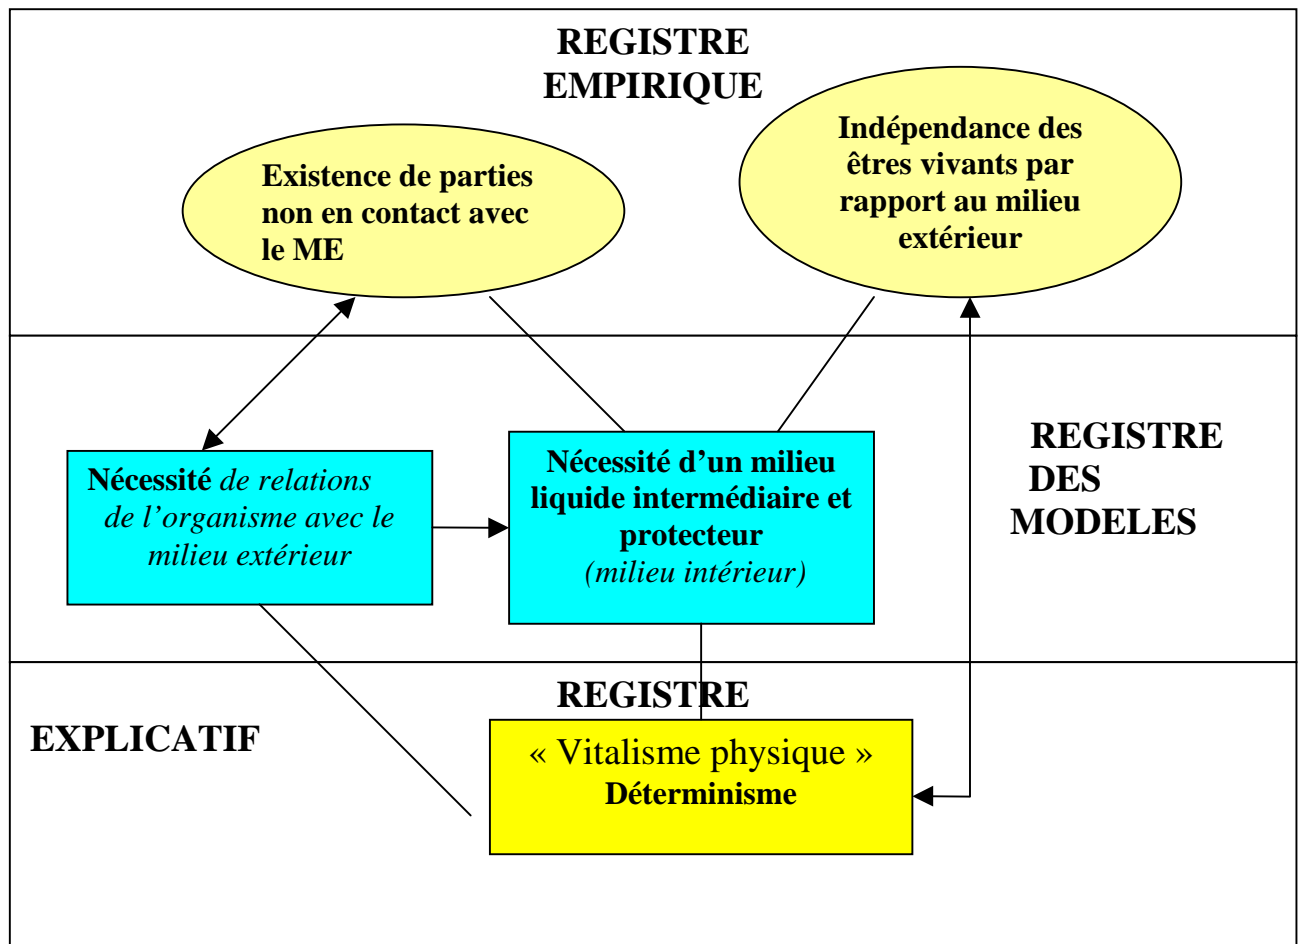 REGISTRE
EMPIRIQUE
Existence de parties
non en contact avec
le ME
Indépendance des
êtres vivants par
rapport au milieu
extérieur
Nécessité de relations
de l’organisme avec le
milieu extérieur
Nécessité d’un milieu
liquide intermédiaire et
protecteur
(milieu intérieur)
REGISTRE
DES
MODELES
REGISTRE
EXPLICATIF
« Vitalisme physique »
Déterminisme